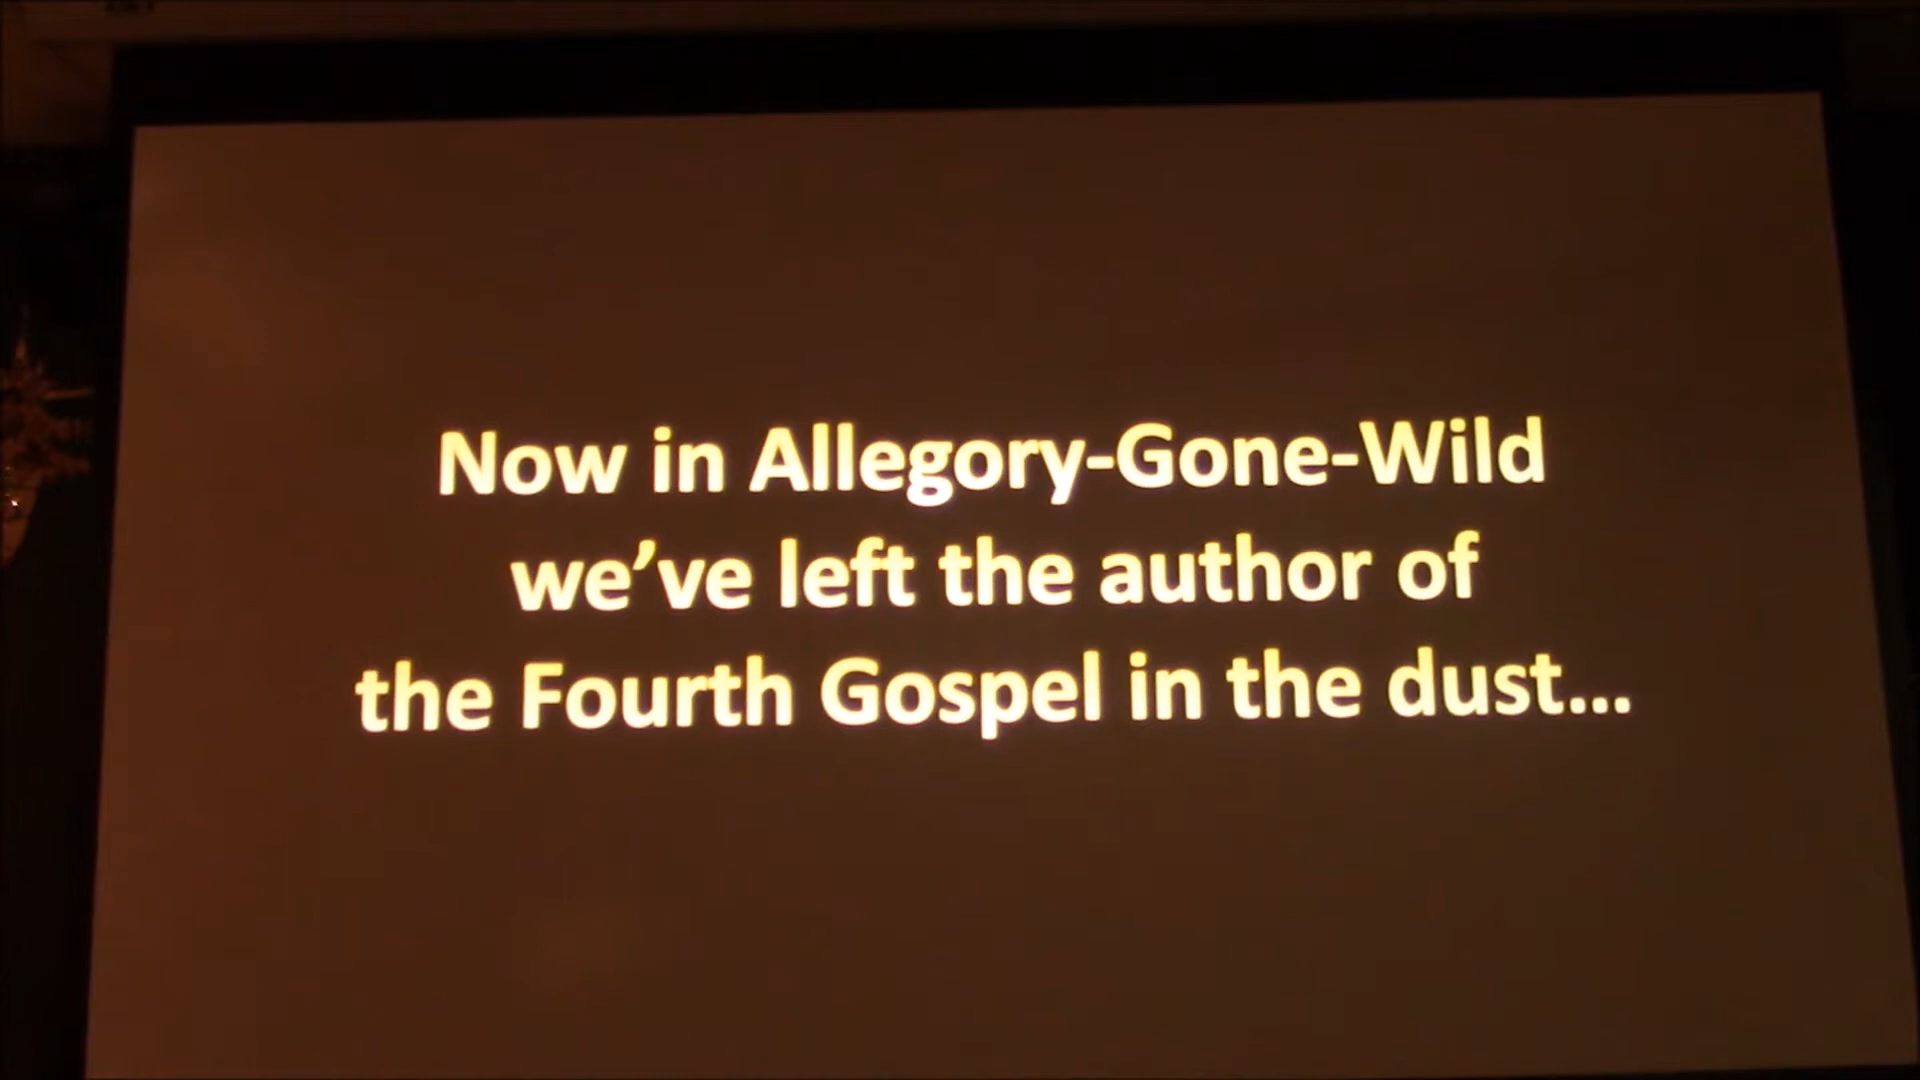 Now in Allegory-Gone-Wild
we’ve left the author of
the Fourth Gospel in the dust...